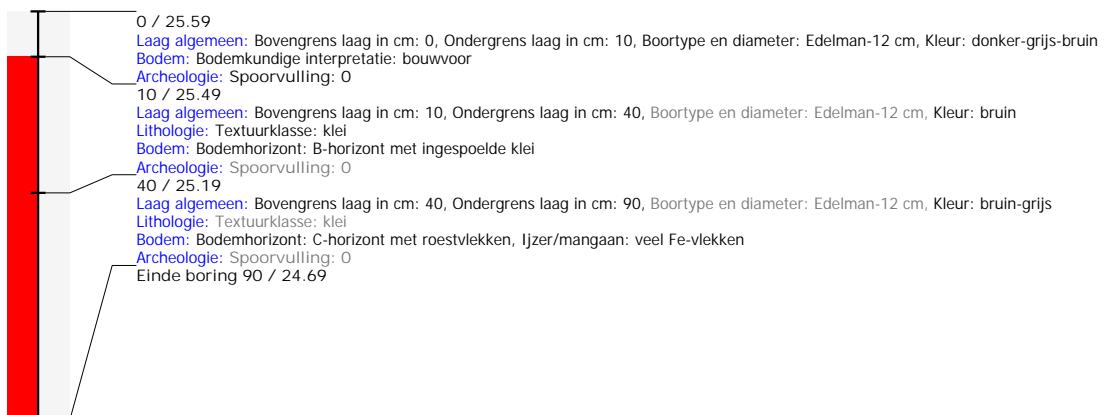 0 / 25.59
Laag algemeen: Bovengrens laag in cm: 0, Ondergrens laag in cm: 10, Boortype en diameter: Edelman-12 cm, Kleur: donker-grijs-bruin
Bodem: Bodemkundige interpretatie: bouwvoor
Archeologie: Spoorvulling: 0
10 / 25.49
Laag algemeen: Bovengrens laag in cm: 10, Ondergrens laag in cm: 40, Boortype en diameter: Edelman-12 cm, Kleur: bruin
Lithologie: Textuurklasse: klei
Bodem: Bodemhorizont: B-horizont met ingespoelde klei
Archeologie: Spoorvulling: 0
40 / 25.19
Laag algemeen: Bovengrens laag in cm: 40, Ondergrens laag in cm: 90, Boortype en diameter: Edelman-12 cm, Kleur: bruin-grijs
Lithologie: Textuurklasse: klei
Bodem: Bodemhorizont: C-horizont met roestvlekken, Ijzer/mangaan: veel Fe-vlekken
Archeologie: Spoorvulling: 0
Einde boring 90 / 24.69